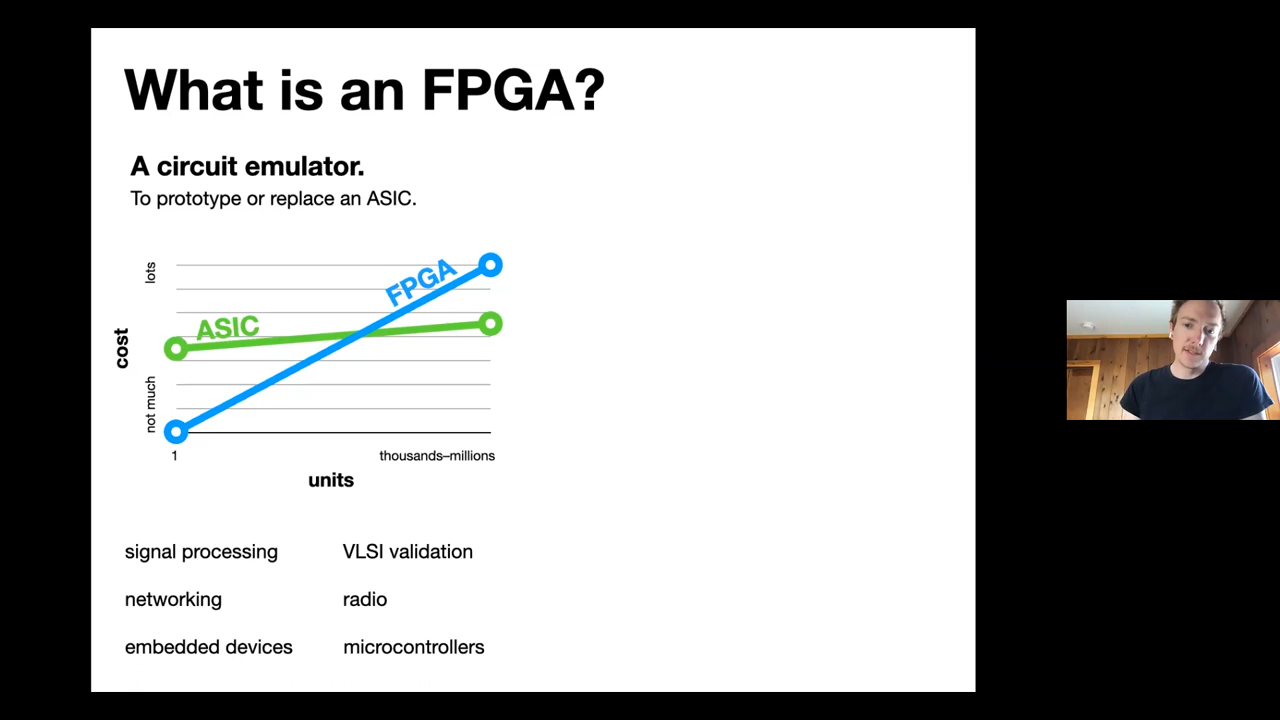 What is an FPGA?
A circuit emulator.
To prototype or replace an ASIC.
lots
FPGA
ASIC
cost
not much
1
thousands–millions
units
signal processing
VLSI validation
networking
radio
embedded devices
microcontrollers